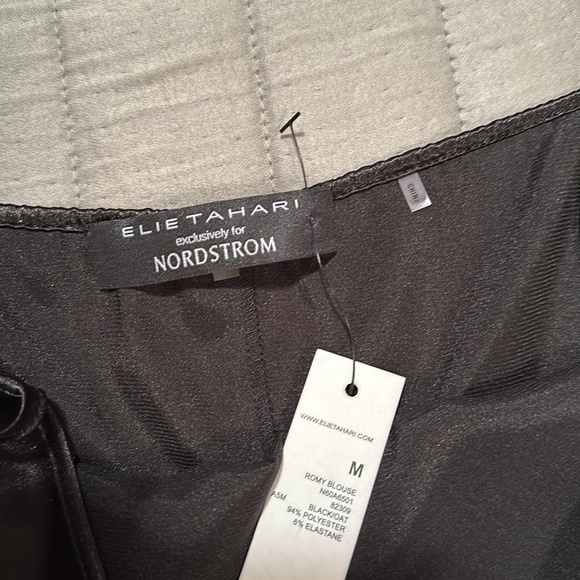 ELIE TAHARI
exclusively for
NORDSTROM
CHINA
WWW.ELIETAHARI.COM
M
ROMY BLOUSE
N60A6501
82309
A5M
BLACK/OAT
94% POLYESTER
6% ELASTANE